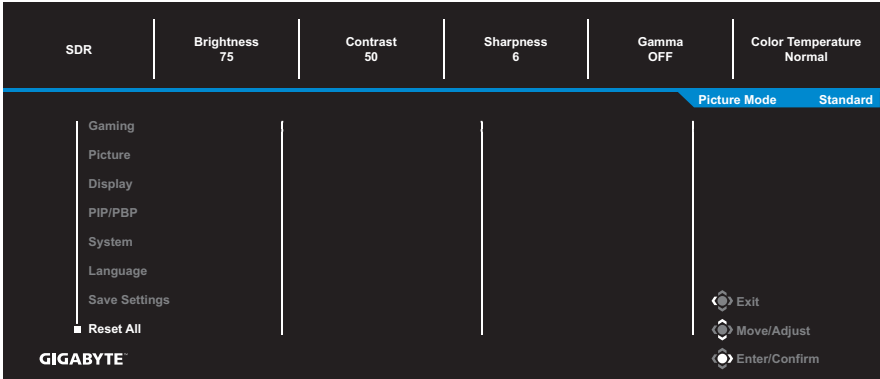 SDR
Brightness
75
Contrast
50
Sharpness
6
Gamma
OFF
Color Temperature
Normal
Picture Mode Standard
Gaming
Picture
Display
PIP/PBP
System
Language
Save Settings
Reset All
Exit
Move/Adjust
Enter/Confirm
GIGABYTE™